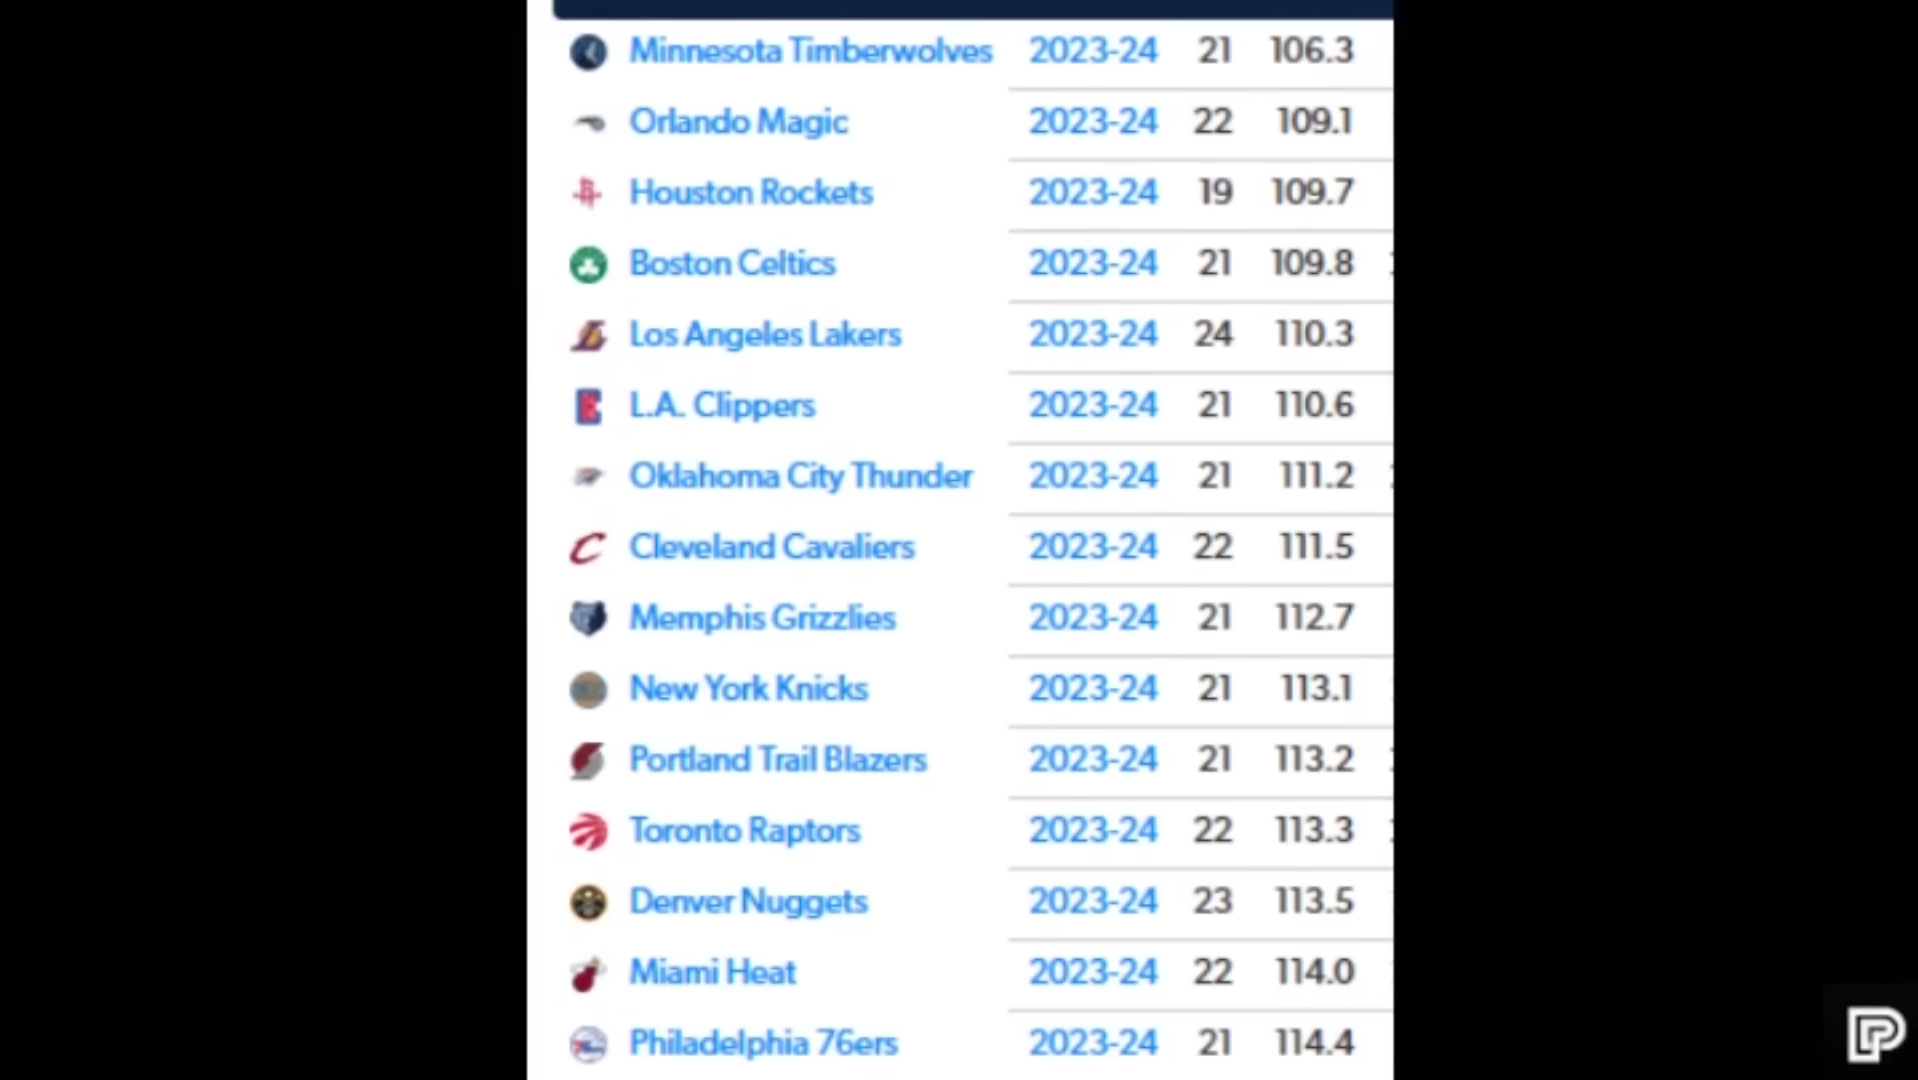 Minnesota Timberwolves 2023-24 21 106.3
Orlando Magic 2023-24 22 109.1
Houston Rockets 2023-24 19 109.7
Boston Celtics 2023-24 21 109.8
Los Angeles Lakers 2023-24 24 110.3
L.A. Clippers 2023-24 21 110.6
Oklahoma City Thunder 2023-24 21 111.2
Cleveland Cavaliers 2023-24 22 111.5
Memphis Grizzlies 2023-24 21 112.7
New York Knicks 2023-24 21 113.1
Portland Trail Blazers 2023-24 21 113.2
Toronto Raptors 2023-24 22 113.3
Denver Nuggets 2023-24 23 113.5
Miami Heat 2023-24 22 114.0
Philadelphia 76ers 2023-24 21 114.4